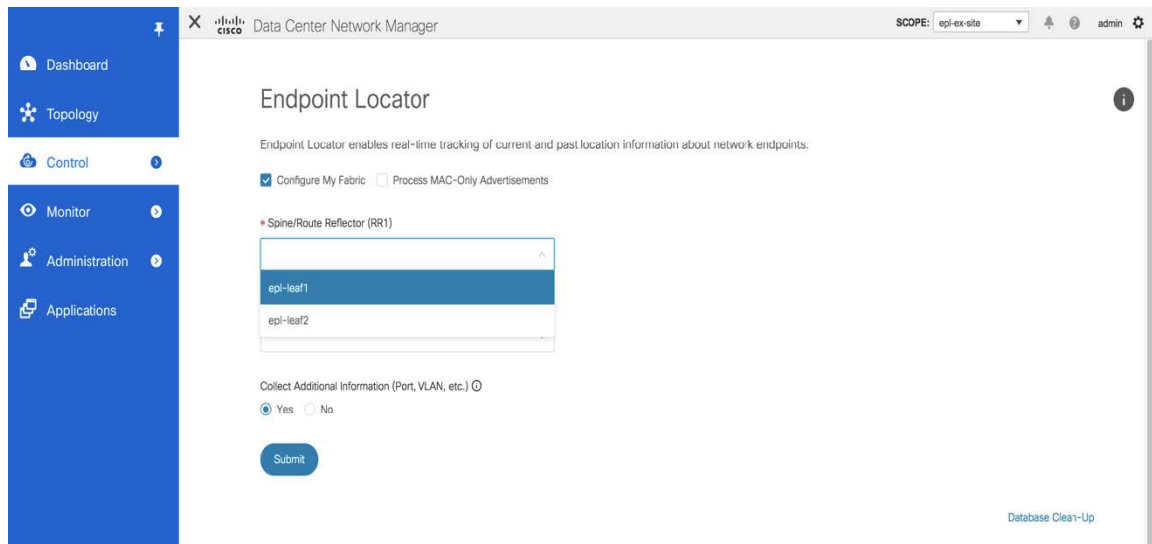 cisco Data Center Network Manager
SCOPE: epl-ex-site admin
Dashboard
Topology
Control
Monitor
Administration
Applications
Endpoint Locator
Endpoint Locator enables real-time tracking of current and past location information about network endpoints.
Configure My Fabric Process MAC-Only Advertisements
* Spine/Route Reflector (RR1)
epl-leaf1
epl-leaf2
Collect Additional Information (Port, VLAN, etc.)
Yes No
Submit
Database Clean-Up